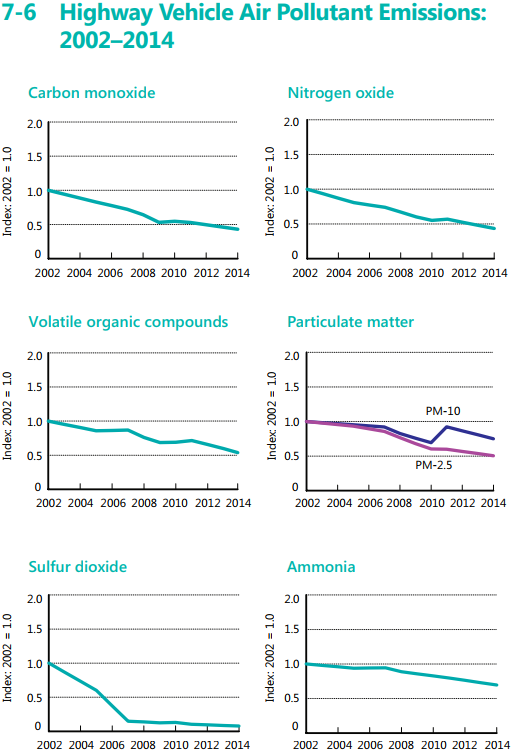 7-6 Highway Vehicle Air Pollutant Emissions:
2002–2014
Carbon monoxide
Index: 2002 = 1.0
2.0
1.5
1.0
0.5
0
2002 2004 2006 2008 2010 2012 2014
Nitrogen oxide
Index: 2002 = 1.0
2.0
1.5
1.0
0.5
0
2002 2004 2006 2008 2010 2012 2014
Volatile organic compounds
Index: 2002 = 1.0
2.0
1.5
1.0
0.5
0
2002 2004 2006 2008 2010 2012 2014
Particulate matter
Index: 2002 = 1.0
2.0
1.5
1.0
0.5
0
PM-10
PM-2.5
2002 2004 2006 2008 2010 2012 2014
Sulfur dioxide
Index: 2002 = 1.0
2.0
1.5
1.0
0.5
0
2002 2004 2006 2008 2010 2012 2014
Ammonia
Index: 2002 = 1.0
2.0
1.5
1.0
0.5
0
2002 2004 2006 2008 2010 2012 2014